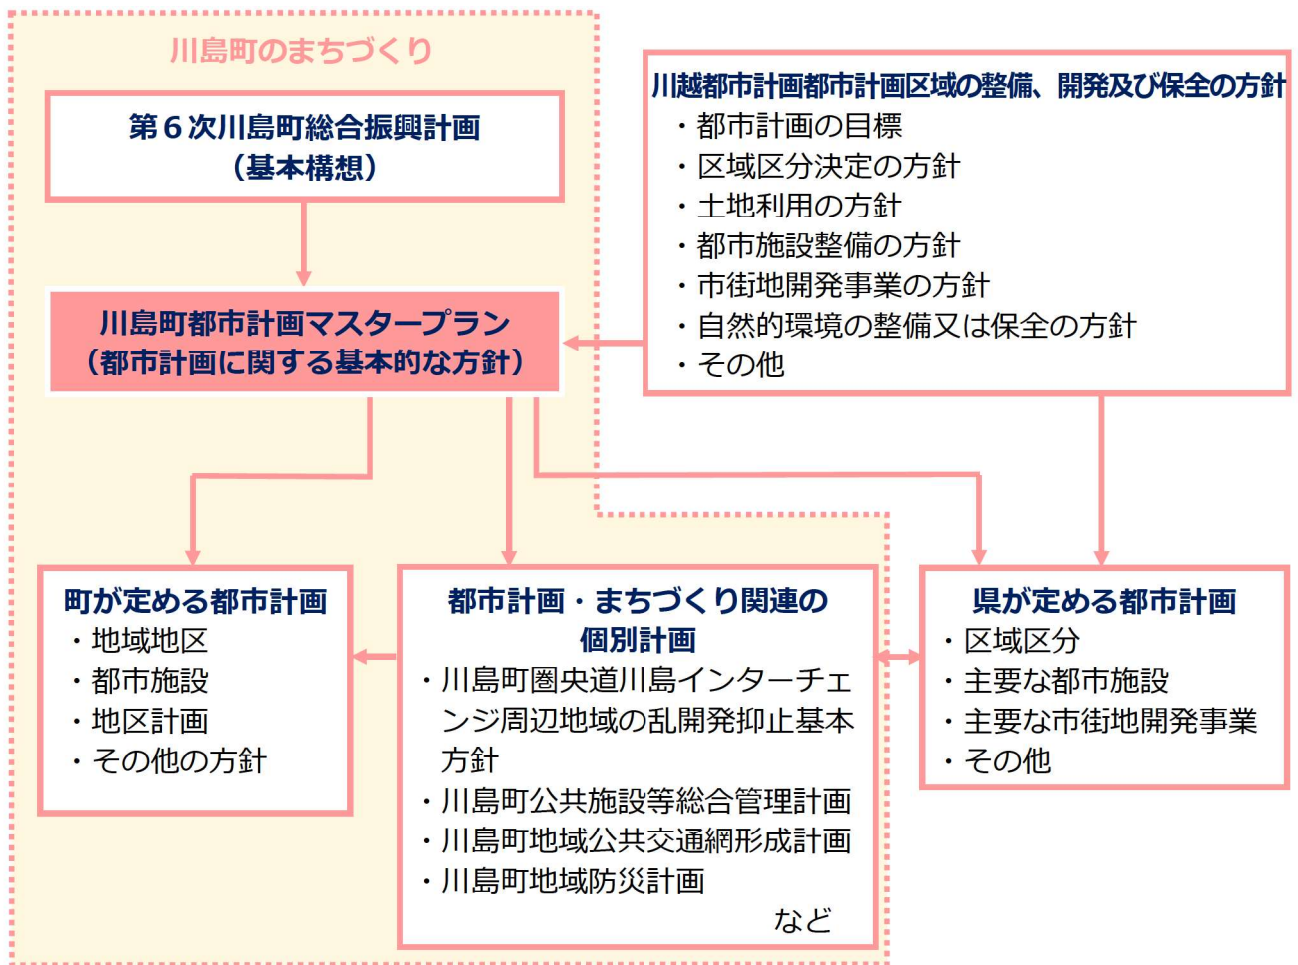 川島町のまちづくり
第６次川島町総合振興計画
（基本構想）
川島町都市計画マスタープラン
（都市計画に関する基本的な方針）
川越都市計画都市計画区域の整備、開発及び保全の方針
・都市計画の目標
・区域区分決定の方針
・土地利用の方針
・都市施設整備の方針
・市街地開発事業の方針
・自然的環境の整備又は保全の方針
・その他
町が定める都市計画
・地域地区
・都市施設
・地区計画
・その他の方針
都市計画・まちづくり関連の
個別計画
・川島町圏央道川島インターチェ
ンジ周辺地域の乱開発抑止基本
方針
・川島町公共施設等総合管理計画
・川島町地域公共交通網形成計画
・川島町地域防災計画
など
県が定める都市計画
・区域区分
・主要な都市施設
・主要な市街地開発事業
・その他